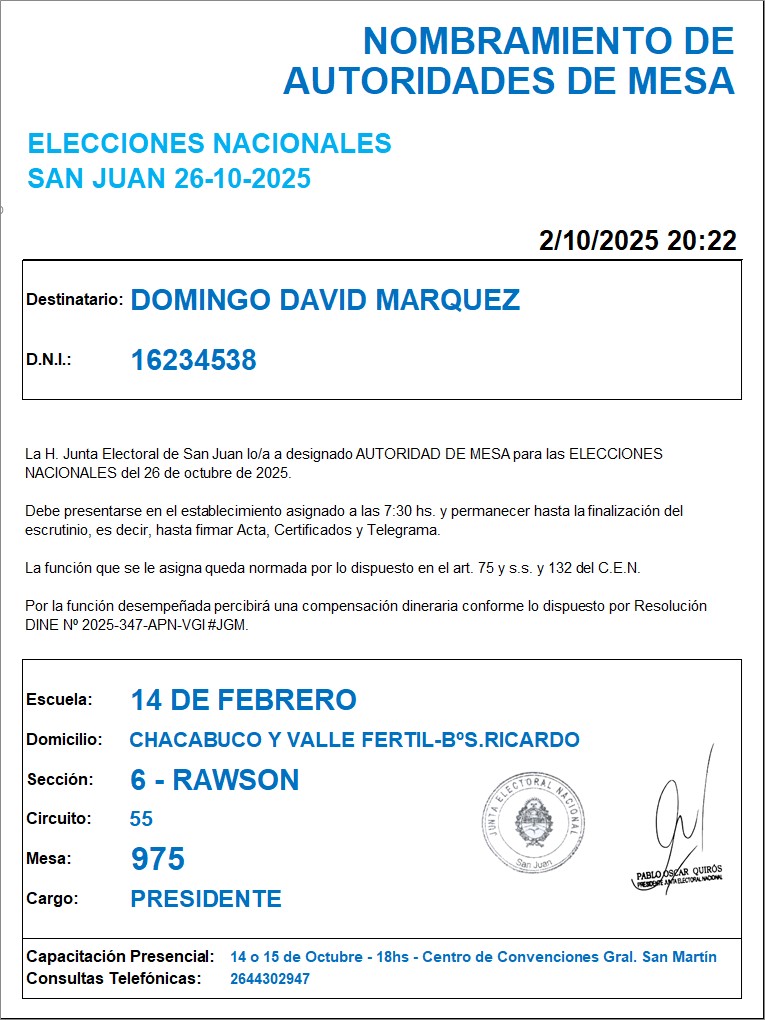 NOMBRAMIENTO DE
AUTORIDADES DE MESA
ELECCIONES NACIONALES
SAN JUAN 26-10-2025
2/10/2025 20:22
Destinatario: DOMINGO DAVID MARQUEZ
D.N.I.: 16234538
La H. Junta Electoral de San Juan lo/a a designado AUTORIDAD DE MESA para las ELECCIONES
NACIONALES del 26 de octubre de 2025.
Debe presentarse en el establecimiento asignado a las 7:30 hs. y permanecer hasta la finalización del
escrutinio, es decir, hasta firmar Acta, Certificados y Telegrama.
La función que se le asigna queda normada por lo dispuesto en el art. 75 y s.s. y 132 del C.E.N.
Por la función desempeñada percibirá una compensación dineraria conforme lo dispuesto por Resolución
DINE Nº 2025-347-APN-VGI#JGM.
Escuela: 14 DE FEBRERO
Domicilio: CHACABUCO Y VALLE FERTIL-BºS.RICARDO
Sección: 6 - RAWSON
Circuito: 55
Mesa: 975
Cargo: PRESIDENTE
JUNTA ELECTORAL NACIONAL
San Juan
PABLO OSCAR QUIRÓS
PRESIDENTE JUNTA ELECTORAL NACIONAL
Capacitación Presencial: 14 o 15 de Octubre - 18hs - Centro de Convenciones Gral. San Martín
Consultas Telefónicas: 2644302947